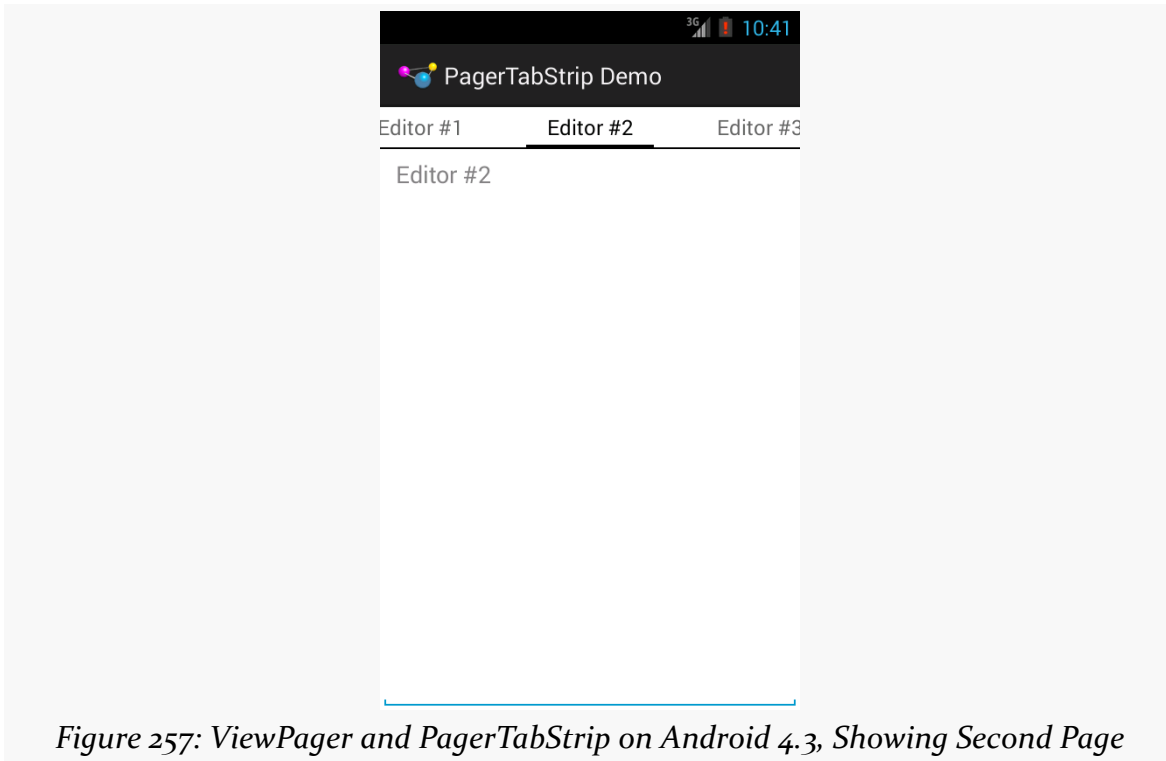 3G 10:41
PagerTabStrip Demo
Editor #1 Editor #2 Editor #3
Editor #2
Figure 257: ViewPager and PagerTabStrip on Android 4.3, Showing Second Page